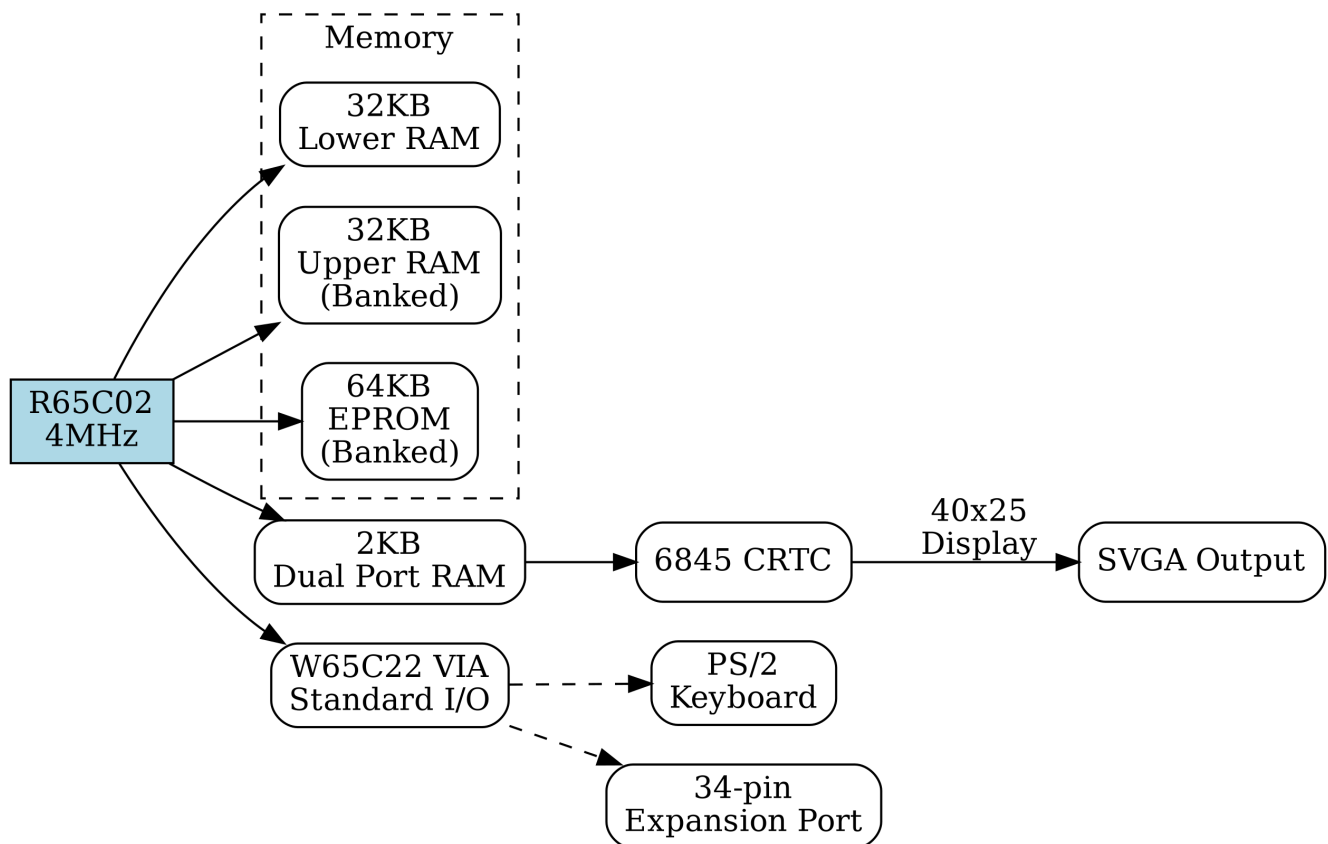 Memory
32KB
Lower RAM
32KB
Upper RAM
(Banked)
64KB
EPROM
(Banked)
R65C02
4MHz
2KB
Dual Port RAM
6845 CRTC
40x25
Display
SVGA Output
W65C22 VIA
Standard I/O
PS/2
Keyboard
34-pin
Expansion Port